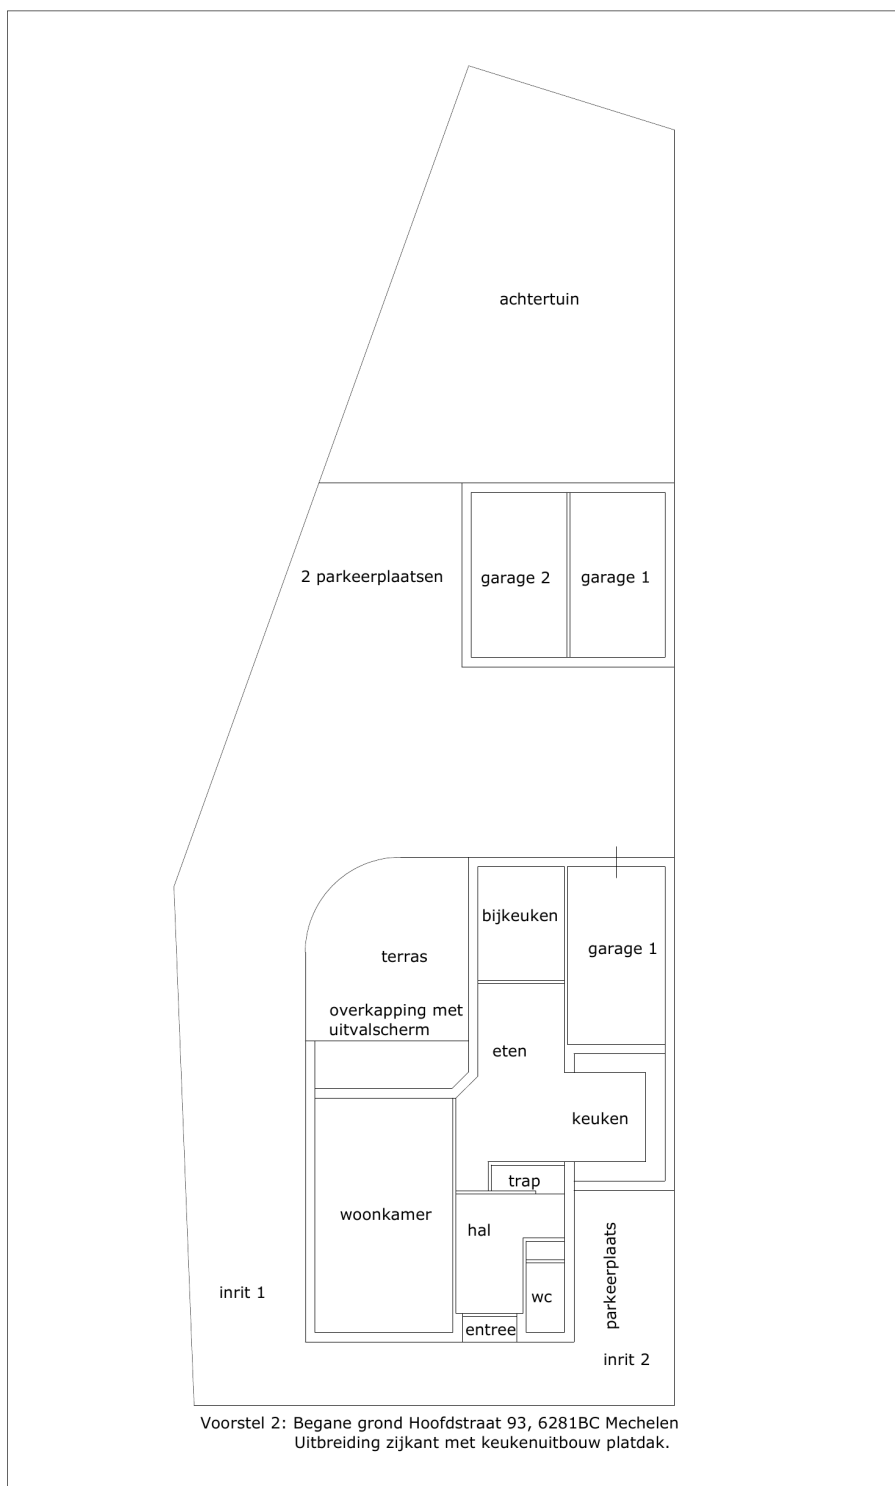 achtertuin
2 parkeerplaatsen
garage 2
garage 1
bijkeuken
garage 1
terras
overkapping met
uitvalscherm
eten
keuken
trap
woonkamer
hal
parkeerplaats
inrit 1
wc
entree
inrit 2
Voorstel 2: Begane grond Hoofdstraat 93, 6281BC Mechelen
Uitbreiding zijkant met keukenuitbouw platdak.